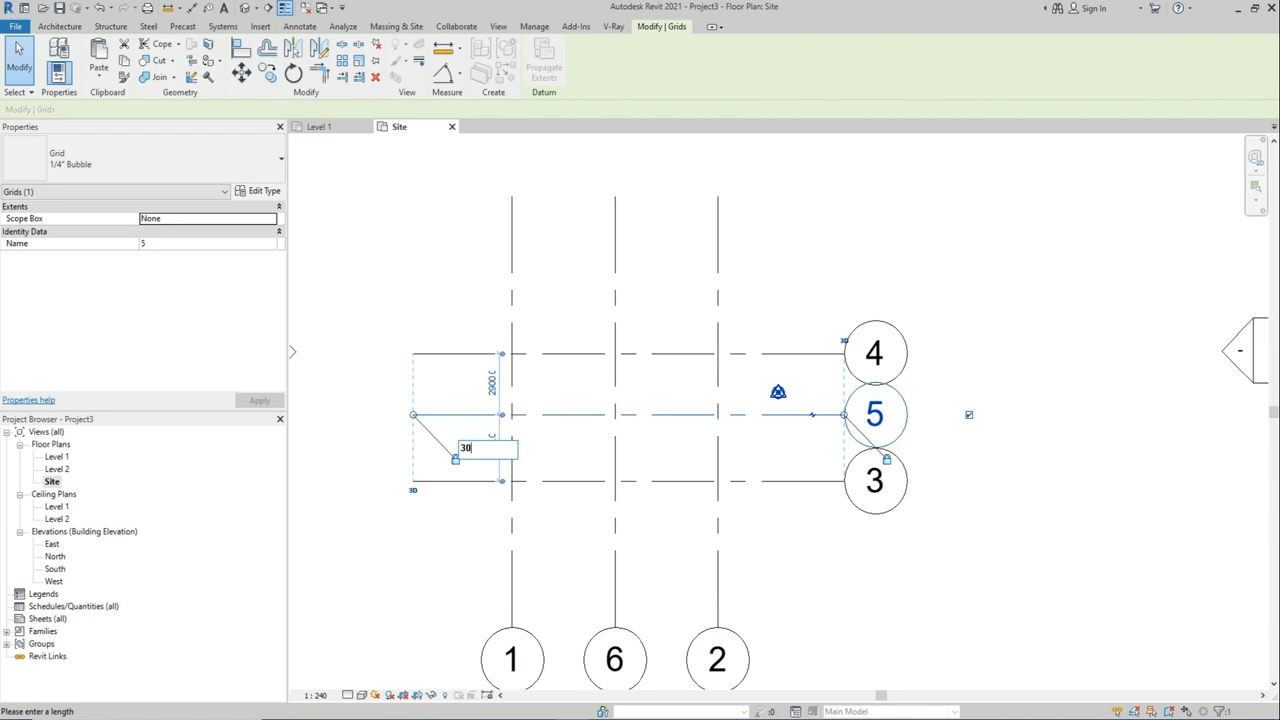 Autodesk Revit 2021 - Project3 - Floor Plan: Site
Sign In
File Architecture Structure Steel Precast Systems Insert Annotate Analyze Massing & Site Collaborate View Manage Add-Ins V-Ray Modify | Grids
Modify Paste Cope Cut Join Propagate Extents
Select Properties Clipboard Geometry Modify View Measure Create Datum
Modify | Grids
Properties
Level 1
Site
Grid
1/4" Bubble
Grids (1)
Edit Type
Extents
Scope Box None
Identity Data
Name 5
Properties help
Apply
Project Browser - Project3
Views (all)
Floor Plans
Level 1
Level 2
Site
Ceiling Plans
Level 1
Level 2
Elevations (Building Elevation)
East
North
South
West
Legends
Schedules/Quantities (all)
Sheets (all)
Families
Groups
Revit Links
4
5
3
1
6
2
3D
3D
2900.0
30
1 : 240
Please enter a length
:0
Main Model
:1